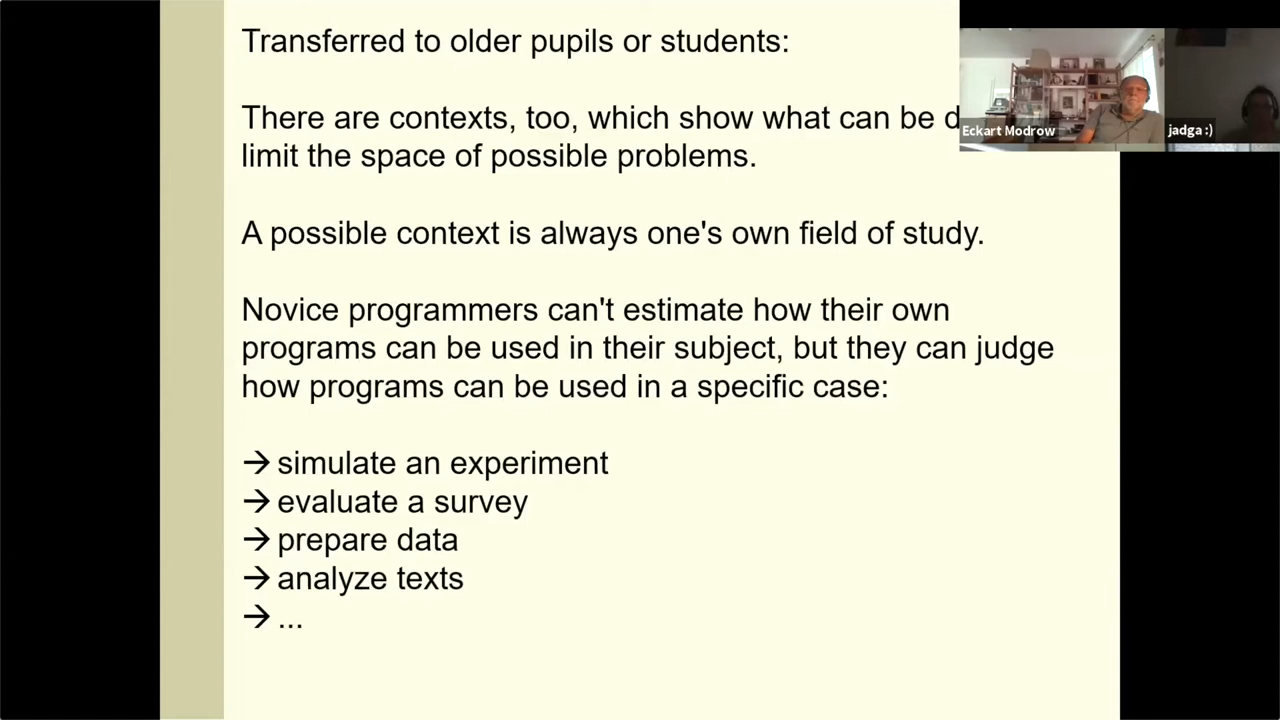 Transferred to older pupils or students:
There are contexts, too, which show what can be
limit the space of possible problems.
A possible context is always one's own field of study.
Novice programmers can't estimate how their own
programs can be used in their subject, but they can judge
how programs can be used in a specific case:
→ simulate an experiment
→ evaluate a survey
→ prepare data
→ analyze texts
→ ...
Eckart Modrow
jadga :)